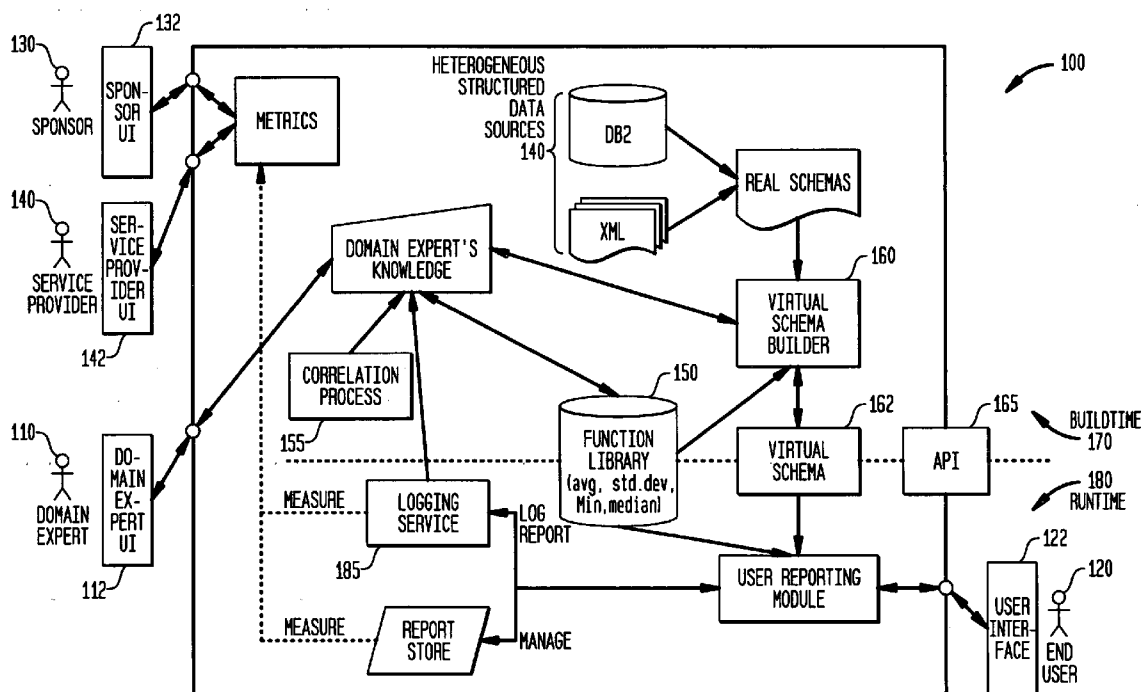 132
130
SPONSOR
SPON-
SOR
UI
METRICS
HETEROGENEOUS
STRUCTURED
DATA
SOURCES
140
DB2
XML
REAL SCHEMAS
100
140
SERVICE
PROVIDER
SER-
VICE
PROV-
IDER
UI
142
DOMAIN EXPERT'S
KNOWLEDGE
160
VIRTUAL
SCHEMA
BUILDER
CORRELATION
PROCESS
155
150
FUNCTION
LIBRARY
(avg, std.dev,
Min,median)
162
VIRTUAL
SCHEMA
165
API
BUILDTIME
170
180
RUNTIME
110
DOMAIN
EXPERT
DO-
MAIN
EX-
PERT
UI
112
MEASURE
LOGGING
SERVICE
185
LOG
REPORT
MEASURE
REPORT
STORE
MANAGE
USER REPORTING
MODULE
122
USER
INTER-
FACE
120
END
USER